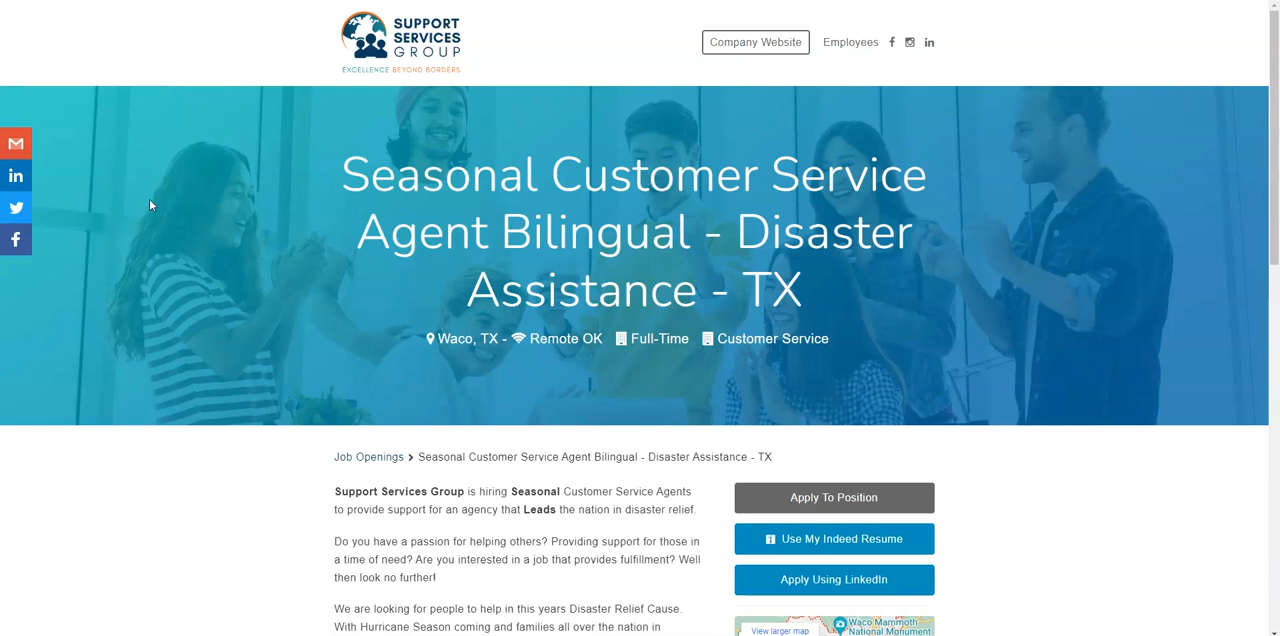 SUPPORT
SERVICES
GROUP
EXCELLENCE BEYOND BORDERS
Company Website
Employees
Seasonal Customer Service
Agent Bilingual - Disaster
Assistance - TX
Waco, TX - Remote OK Full-Time Customer Service
Job Openings > Seasonal Customer Service Agent Bilingual - Disaster Assistance - TX
Support Services Group is hiring Seasonal Customer Service Agents
to provide support for an agency that Leads the nation in disaster relief.
Do you have a passion for helping others? Providing support for those in
a time of need? Are you interested in a job that provides fulfillment? Well
then look no further!
We are looking for people to help in this years Disaster Relief Cause.
With Hurricane Season coming and families all over the nation in
Apply To Position
Use My Indeed Resume
Apply Using LinkedIn
View larger map
Waco Mammoth
National Monument